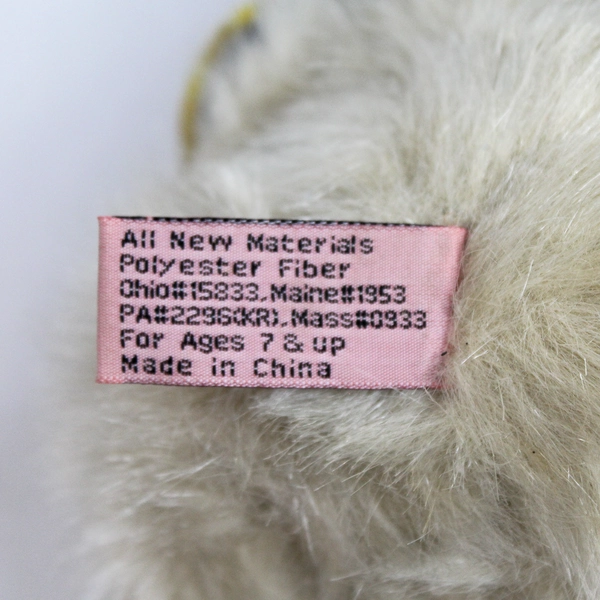 All New Materials
Polyester Fiber
Ohio#15833,Maine#1953
PA#2296(KR),Mass#0933
For Ages 7 & up
Made in China